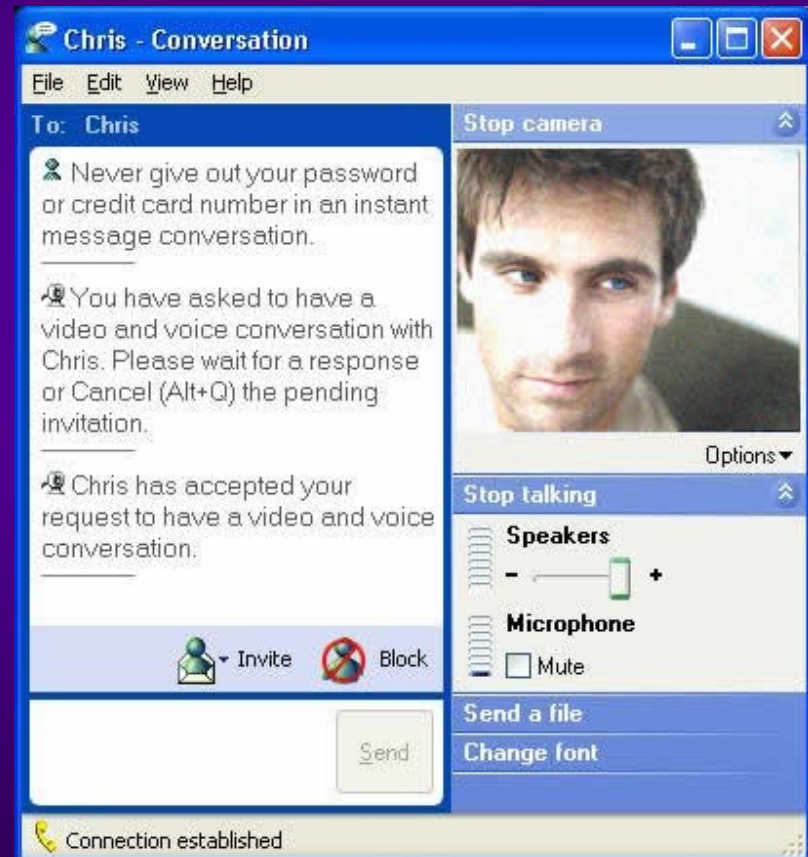 Chris - Conversation
File Edit View Help
To: Chris
Never give out your password
or credit card number in an instant
message conversation.
You have asked to have a
video and voice conversation with
Chris. Please wait for a response
or Cancel (Alt+Q) the pending
invitation.
Chris has accepted your
request to have a video and voice
conversation.
Invite Block
Send
Stop camera
Options
Stop talking
Speakers
- +
Microphone
Mute
Send a file
Change font
Connection established